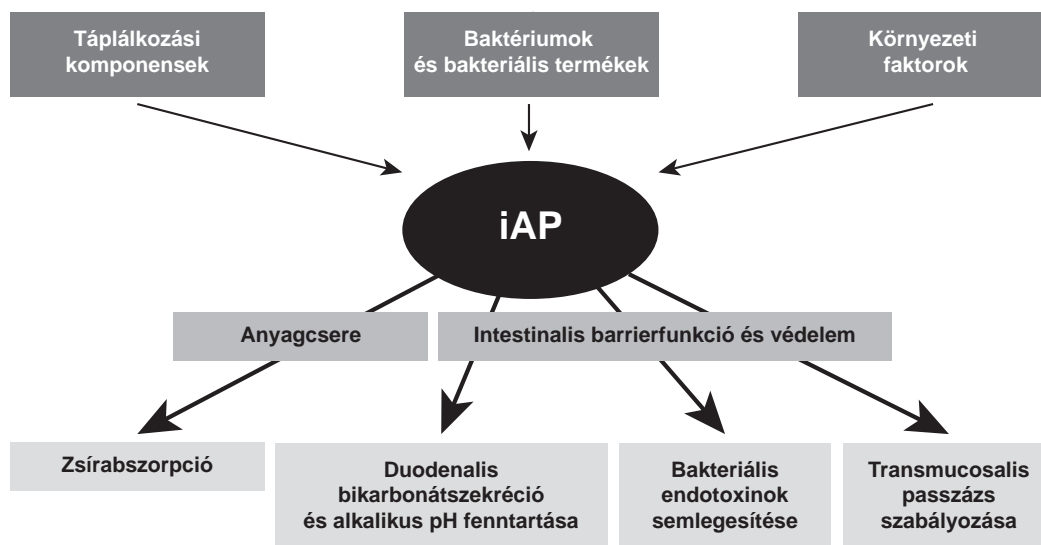 Táplálkozási
komponensek
Baktériumok
és bakteriális termékek
Környezeti
faktorok
iAP
Anyagcsere
Intestinalis barrierfunkció és védelem
Zsírabszorpció
Duodenalis
bikarbonátszekréció
és alkalikus pH fenntartása
Bakteriális
endotoxinok
semlegesítése
Transmucosalis
passzázs
szabályozása